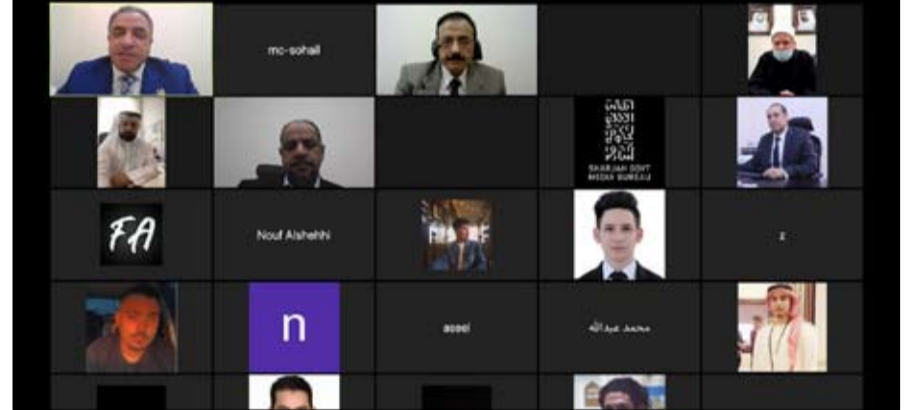 mc-sohail
SHARJAH GOVT
MEDIA BUREAU
FA
Nouf Alshehhi
z
n
aseel
محمد عبدالله